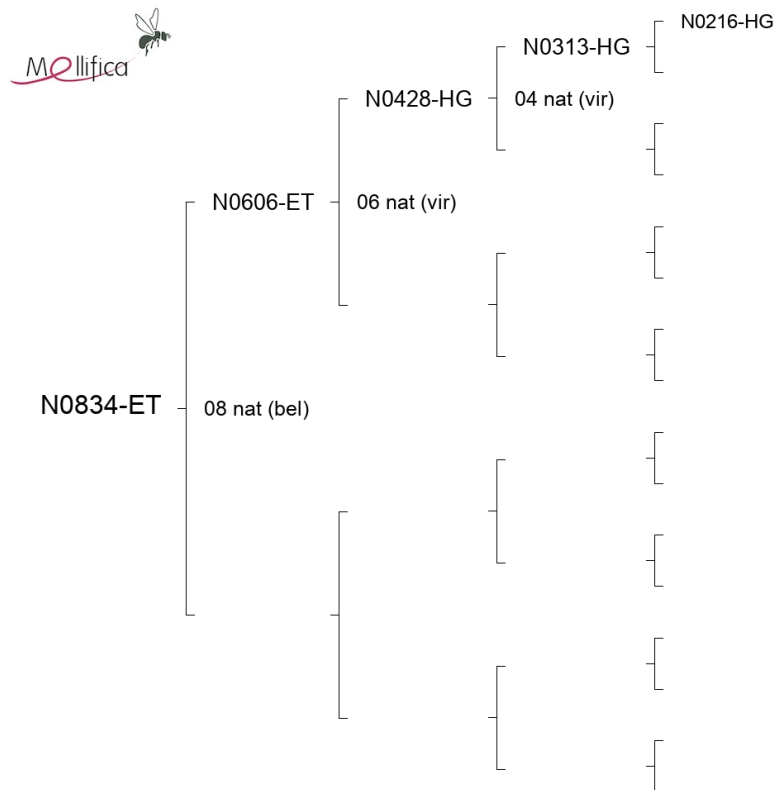 Mellifica
N0216-HG
N0313-HG
N0428-HG
04 nat (vir)
N0606-ET
06 nat (vir)
N0834-ET
08 nat (bel)